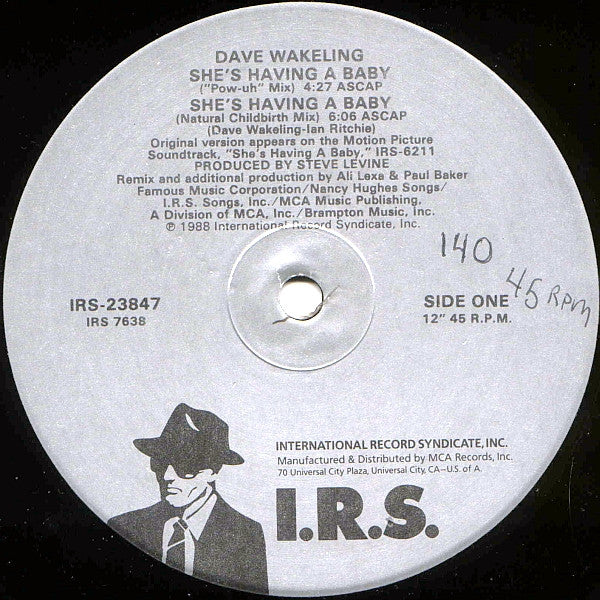 DAVE WAKELING
SHE'S HAVING A BABY
("Pow-uh" Mix) 4:27 ASCAP
SHE'S HAVING A BABY
(Natural Childbirth Mix) 6:06 ASCAP
(Dave Wakeling-Ian Ritchie)
Original version appears on the Motion Picture
Soundtrack, "She's Having A Baby," IRS-6211
PRODUCED BY STEVE LEVINE
Remix and additional production by Ali Lexa & Paul Baker
Famous Music Corporation/Nancy Hughes Songs/
I.R.S. Songs, Inc./MCA Music Publishing,
A Division of MCA, Inc./Brampton Music, Inc.
℗ 1988 International Record Syndicate, Inc.
140
45 RPM
IRS-23847
IRS 7638
SIDE ONE
12" 45 R.P.M.
INTERNATIONAL RECORD SYNDICATE, INC.
Manufactured & Distributed by MCA Records, Inc.
70 Universal City Plaza, Universal City, CA--U.S. of A.
I.R.S.